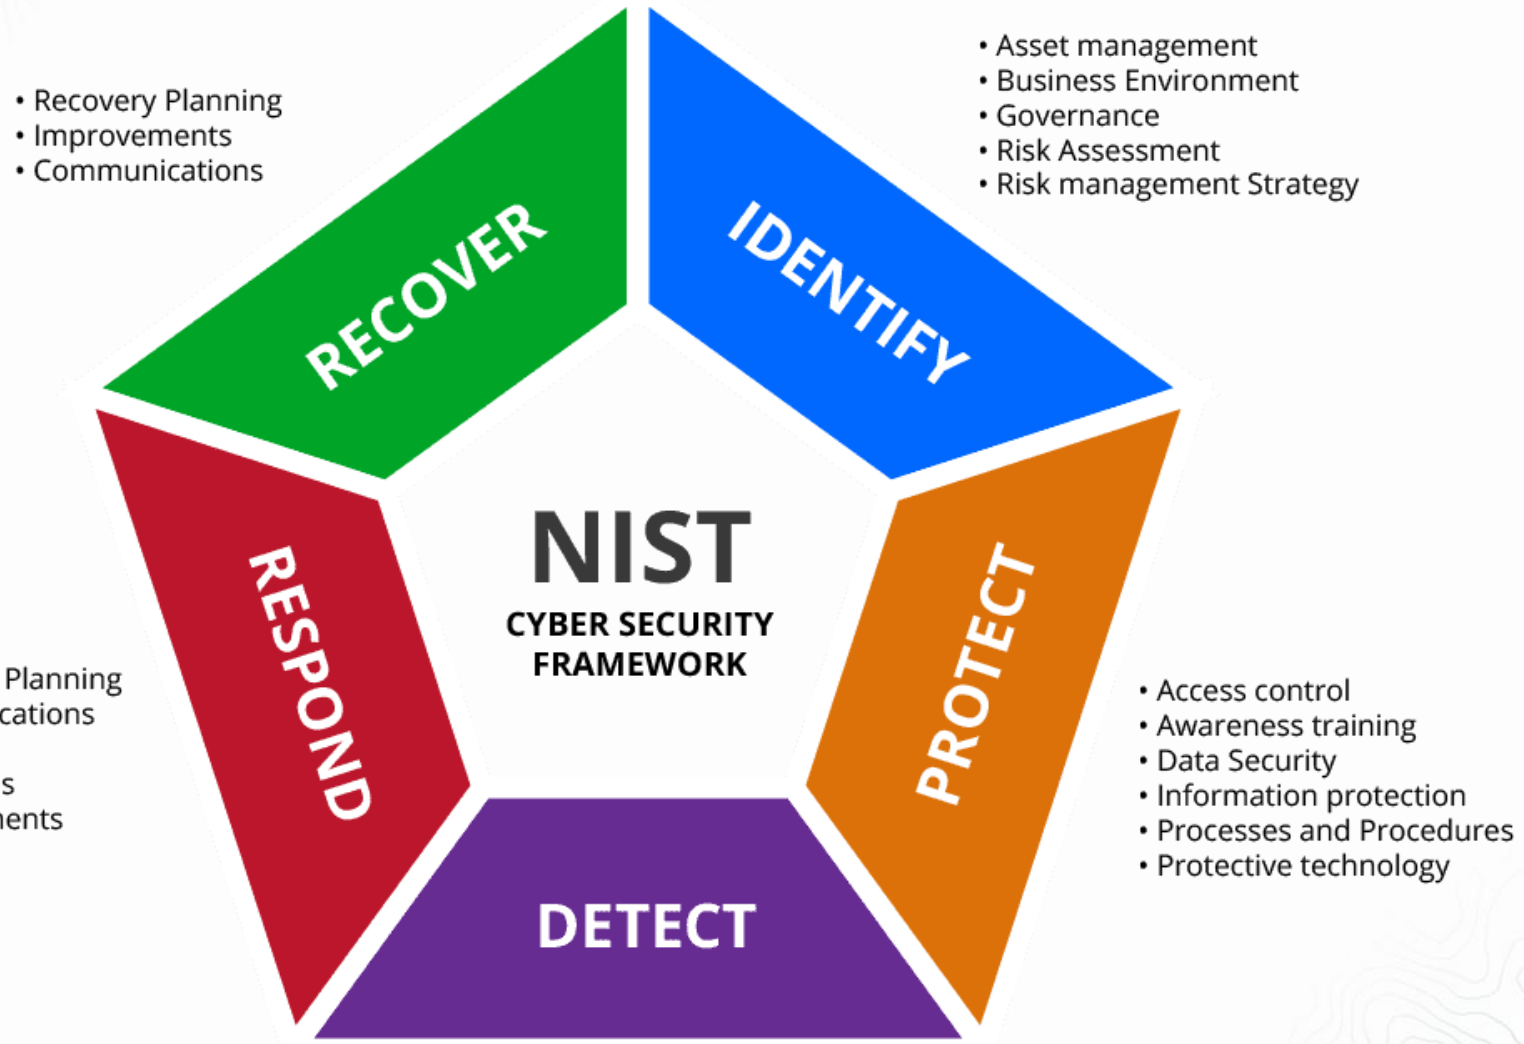 • Recovery Planning
• Improvements
• Communications
• Asset management
• Business Environment
• Governance
• Risk Assessment
• Risk management Strategy
RECOVER
IDENTIFY
NIST
CYBER SECURITY
FRAMEWORK
RESPOND
PROTECT
Planning
• Access control
• Awareness training
• Data Security
• Information protection
• Processes and Procedures
• Protective technology
DETECT